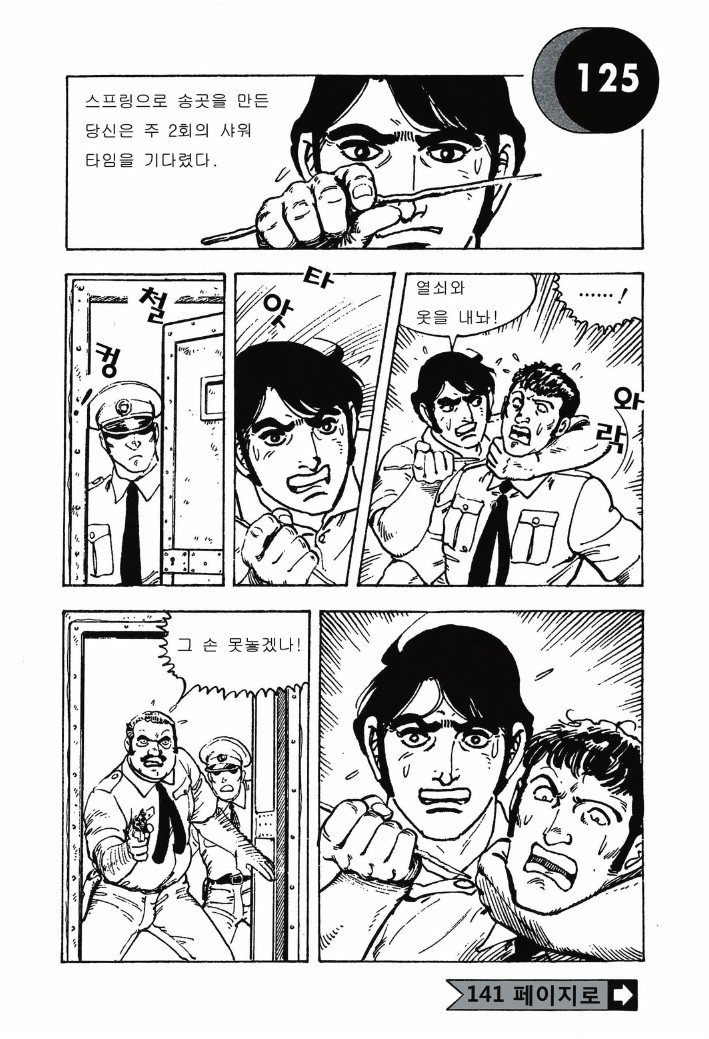 125
스프링으로 송곳을 만든
당신은 주 2회의 샤워
타임을 기다렸다.
철
컹
타
앗
열쇠와
옷을 내놔!
……!
와
락
그 손 못놓겠나!
141 페이지로